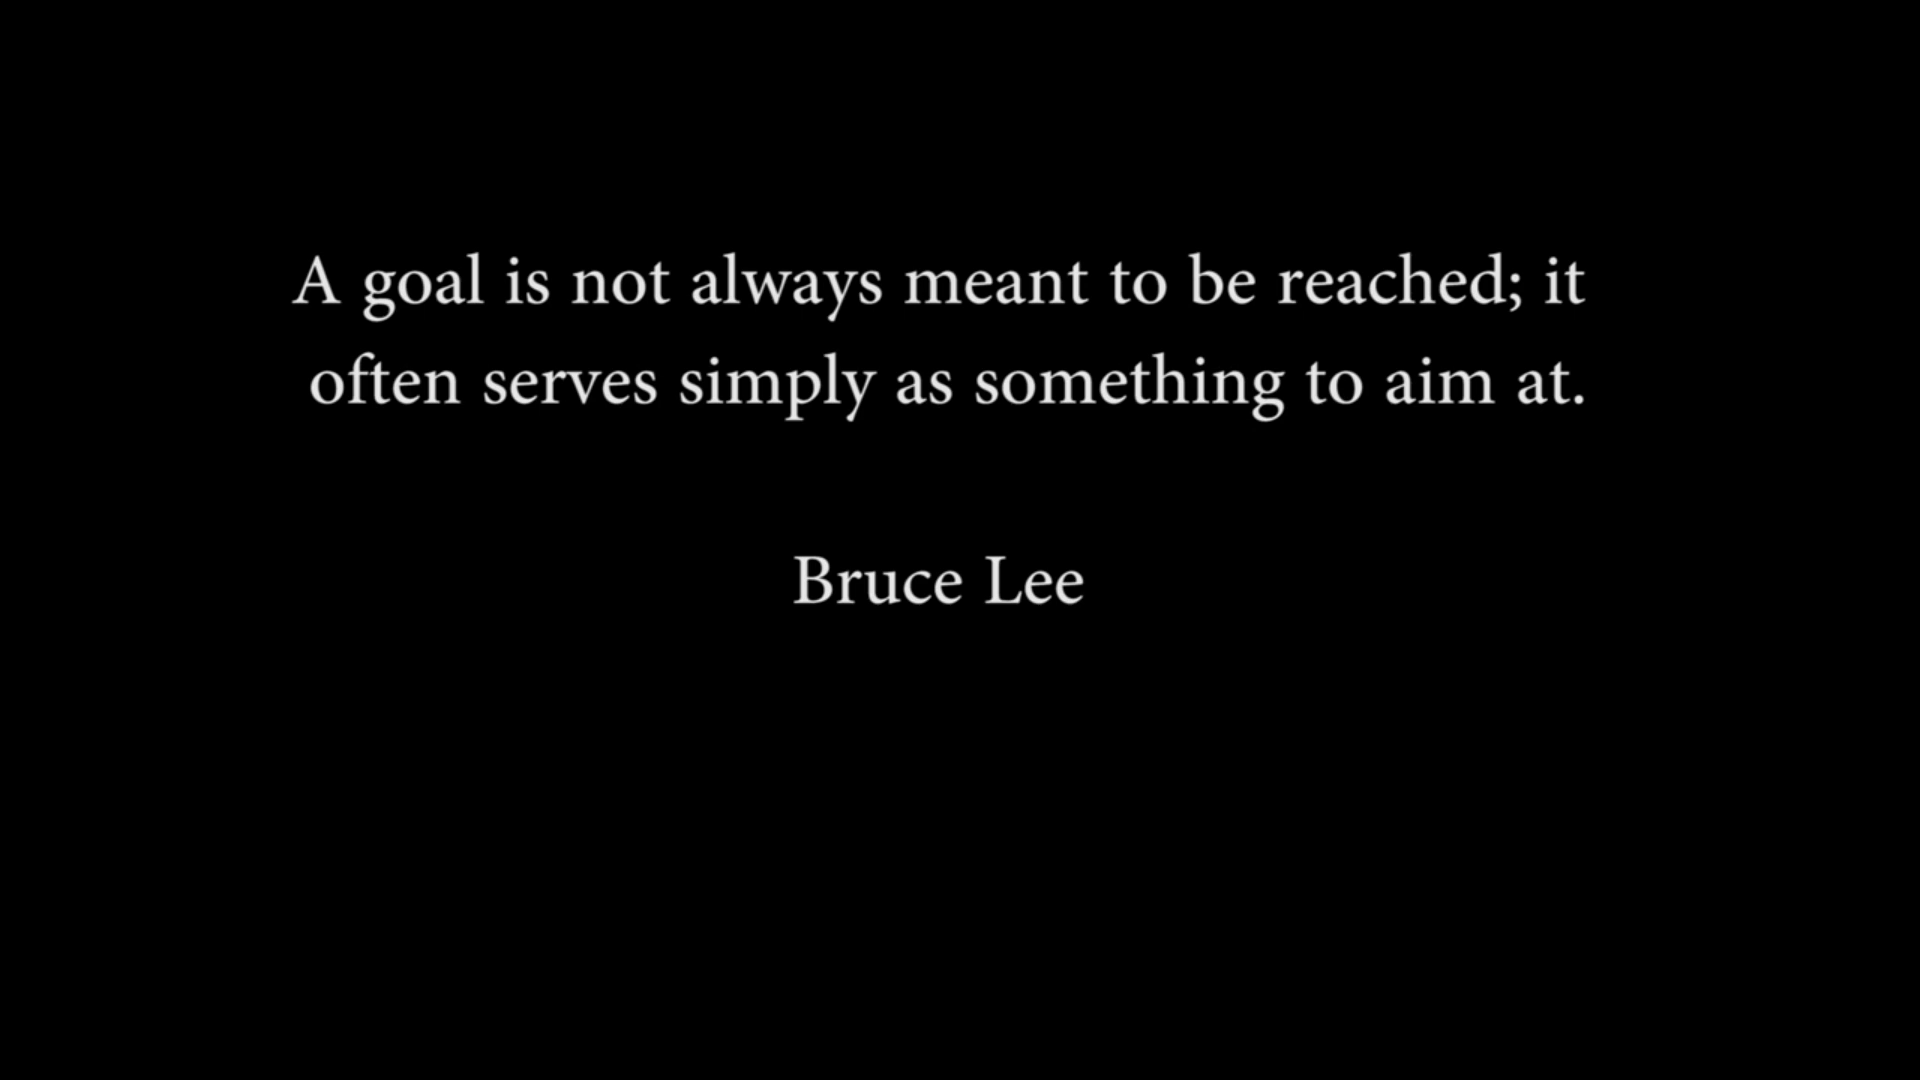 A goal is not always meant to be reached; it
often serves simply as something to aim at.
Bruce Lee